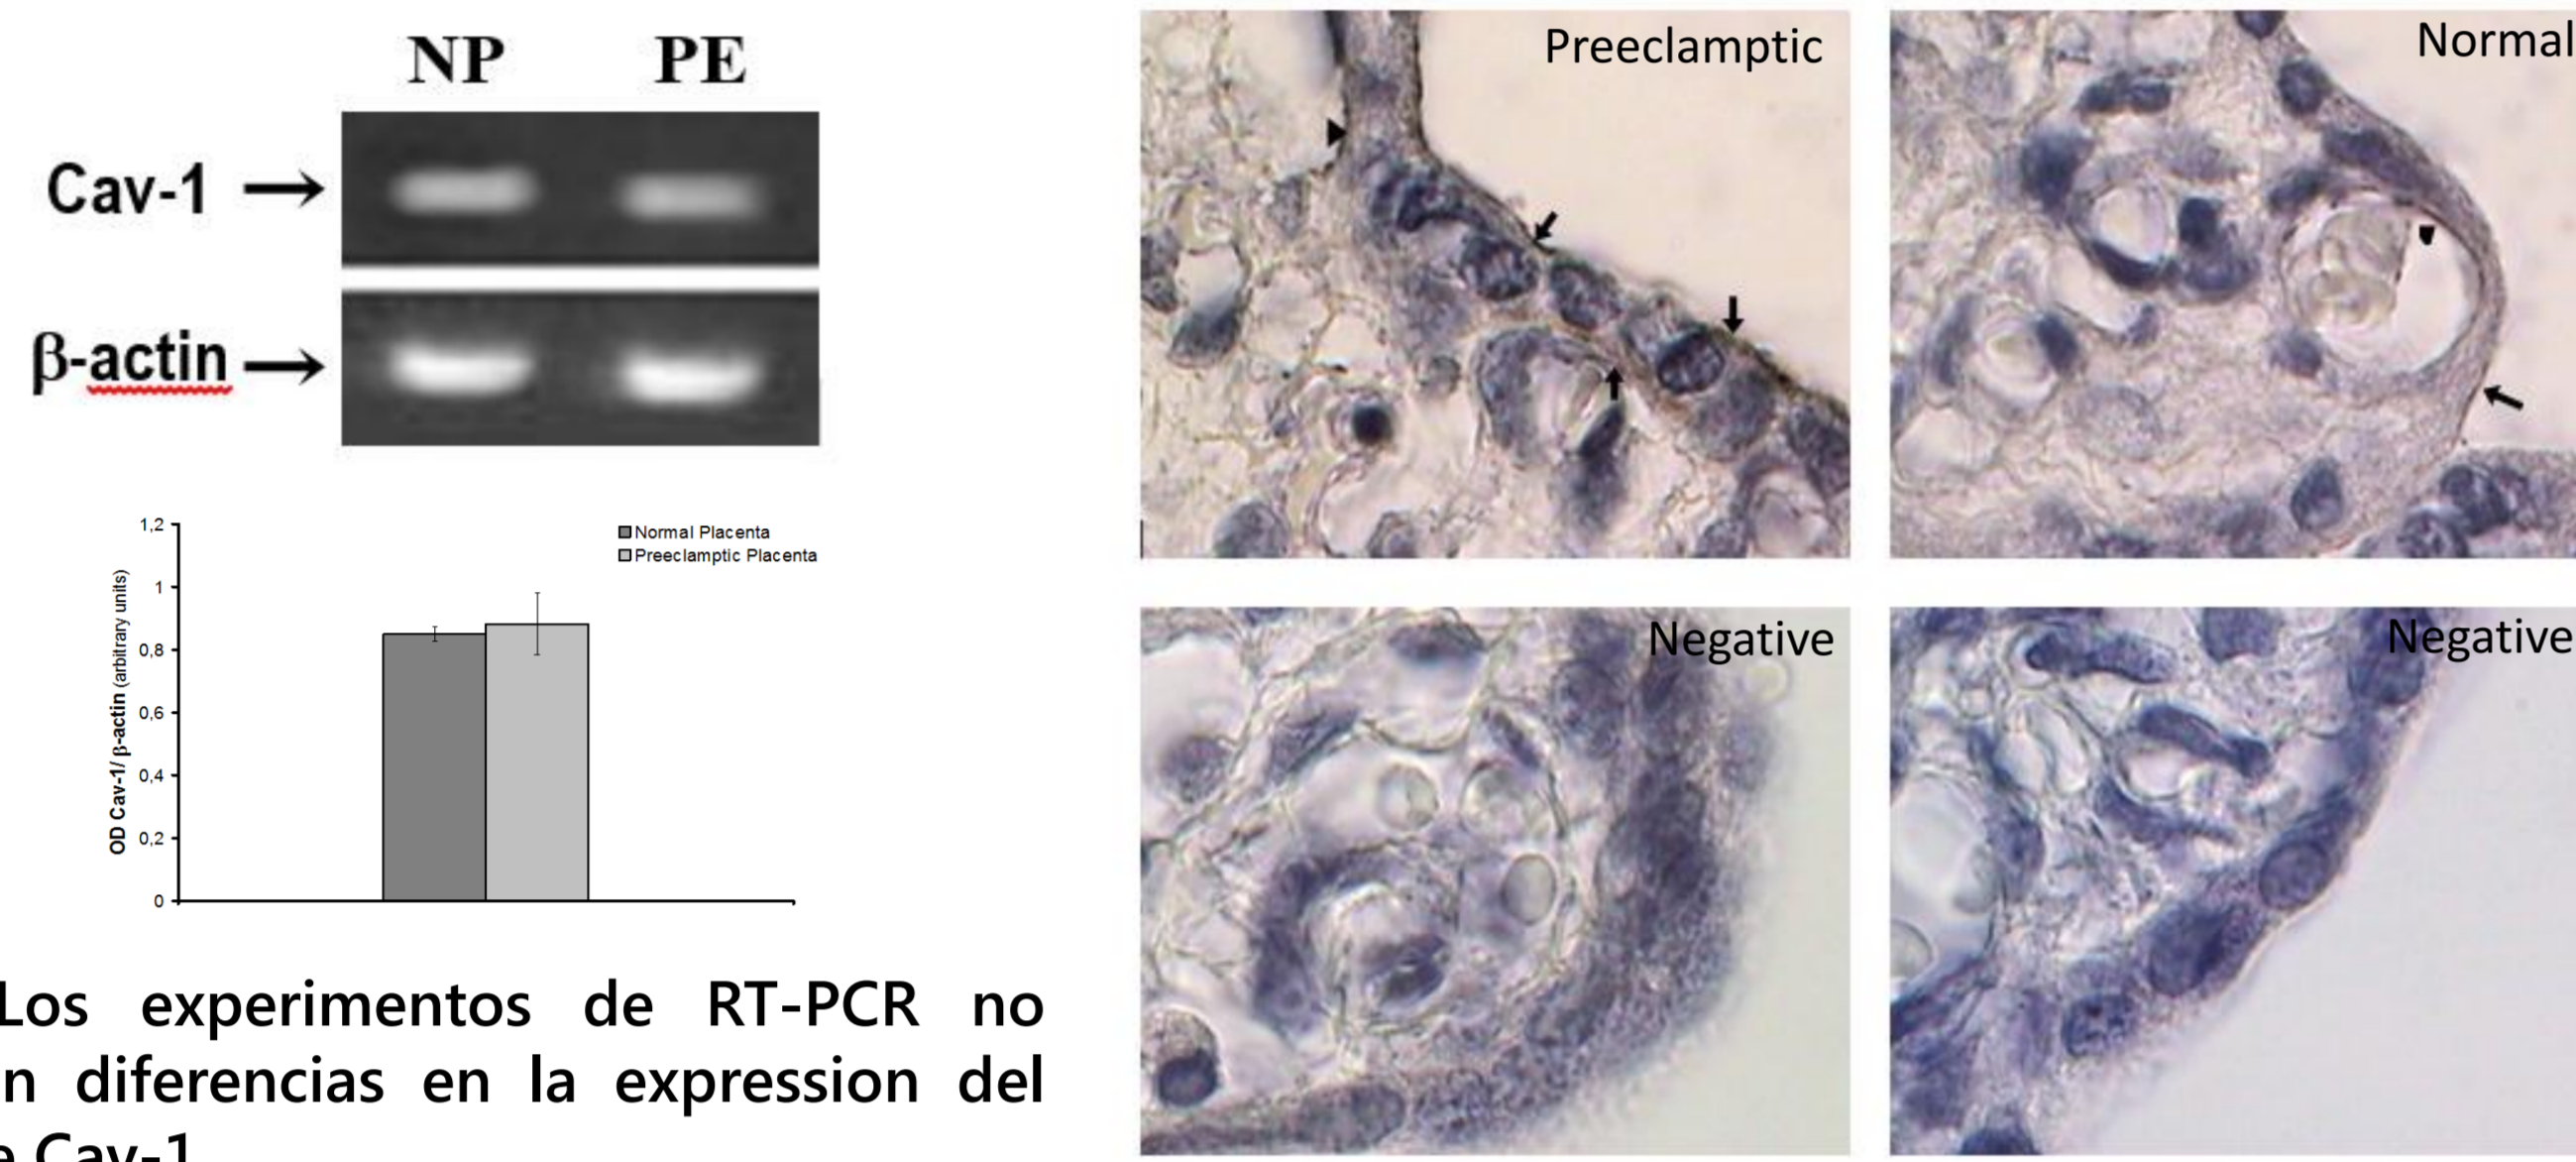 NP PE
Cav-1
β-actin
1,2
1
0,8
0,6
0,4
0,2
0
OD Cav-1/ β-actin (arbitrary units)
Normal Placenta
Preeclamptic Placenta
Los experimentos de RT-PCR no
n diferencias en la expression del
e Cav-1
Preeclamptic
Normal
Negative
Negative